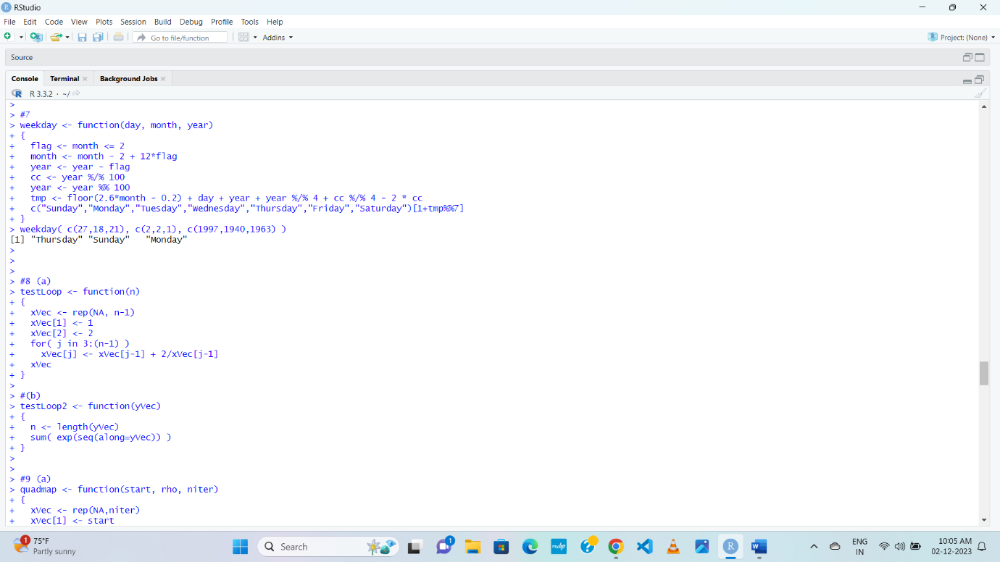 RStudio
File Edit Code View Plots Session Build Debug Profile Tools Help
Go to file/function Addins Project: (None)
Source
Console Terminal Background Jobs
R 3.3.2 · ~/
>
> #7
> weekday <- function(day, month, year)
+ {
+   flag <- month <= 2
+   month <- month - 2 + 12*flag
+   year <- year - flag
+   cc <- year %/% 100
+   year <- year %% 100
+   tmp <- floor(2.6*month - 0.2) + day + year + year %/% 4 + cc %/% 4 - 2 * cc
+   c("Sunday","Monday","Tuesday","Wednesday","Thursday","Friday","Saturday")[1+tmp%%7]
+ }
> weekday( c(27,18,21), c(2,2,1), c(1997,1940,1963) )
[1] "Thursday" "Sunday"   "Monday"
>
>
>
> #8 (a)
> testLoop <- function(n)
+ {
+   xVec <- rep(NA, n-1)
+   xVec[1] <- 1
+   xVec[2] <- 2
+   for( j in 3:(n-1) )
+     xVec[j] <- xVec[j-1] + 2/xVec[j-1]
+   xVec
+ }
>
> #(b)
> testLoop2 <- function(yVec)
+ {
+   n <- length(yVec)
+   sum( exp(seq(along=yVec)) )
+ }
>
>
> #9 (a)
> quadmap <- function(start, rho, niter)
+ {
+   xVec <- rep(NA,niter)
+   xVec[1] <- start
1 75°F
Partly sunny
Search
1
myhp
ENG
IN
10:05 AM
02-12-2023